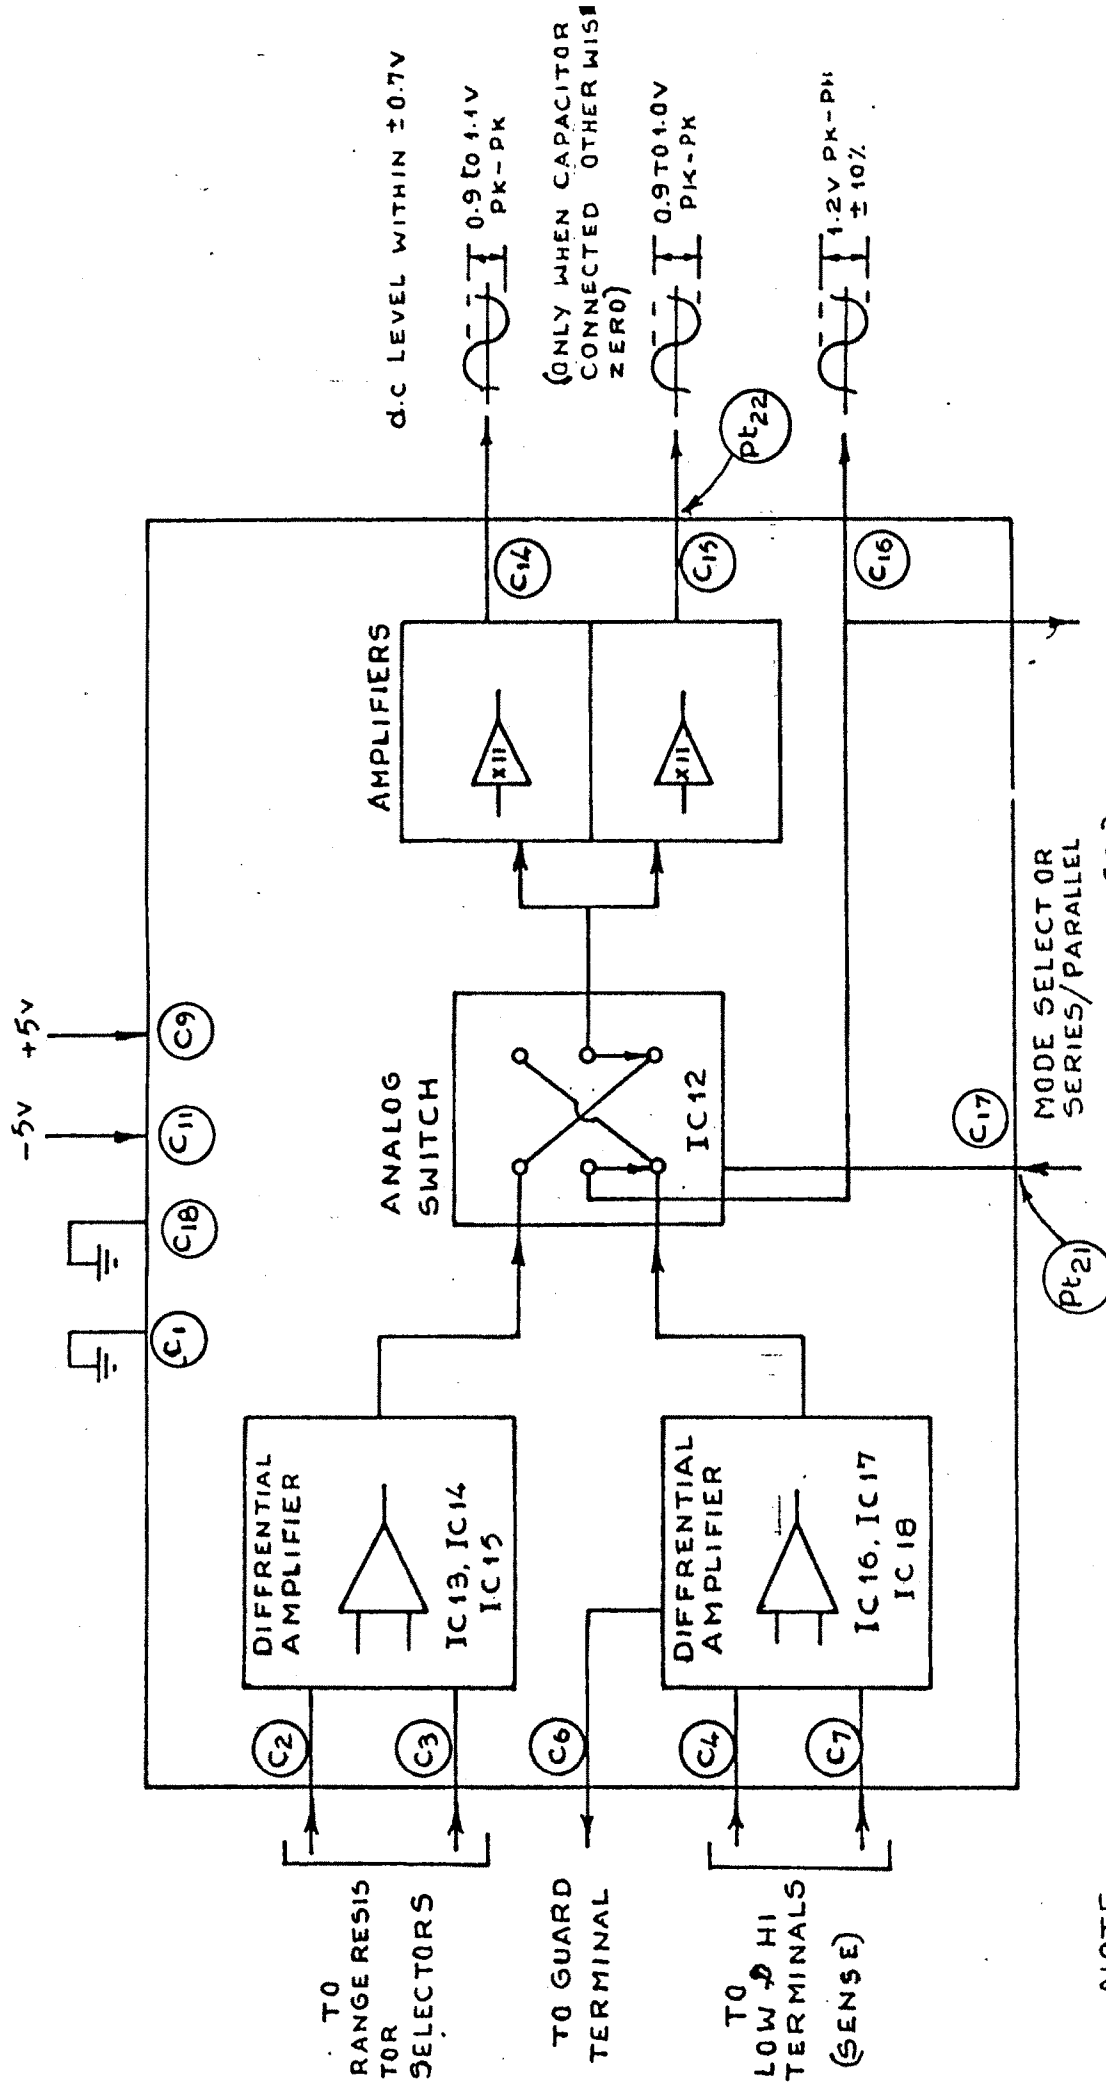 -5V +5V
C1
C18
C11
C9
DIFFRENTIAL
AMPLIFIER
IC13, IC14
IC15
ANALOG
SWITCH
IC12
AMPLIFIERS
X11
X11
C14
C15
C16
d.c LEVEL WITHIN ±0.7V
0.9 to 1.1V
PK-PK
(ONLY WHEN CAPACITOR
CONNECTED OTHERWIS
ZERO)
0.9 TO 1.0V
PK-PK
Pt22
1.2V PK-PK
±10%
TO
RANGE RESIS
TOR
SELECTORS
C2
C3
TO GUARD
TERMINAL
C6
TO
LOW HI
TERMINALS
(SENSE)
C4
C7
DIFFRENTIAL
AMPLIFIER
IC16, IC17
IC18
C17
Pt21
MODE SELECT OR
SERIES/PARALLEL
NOTE